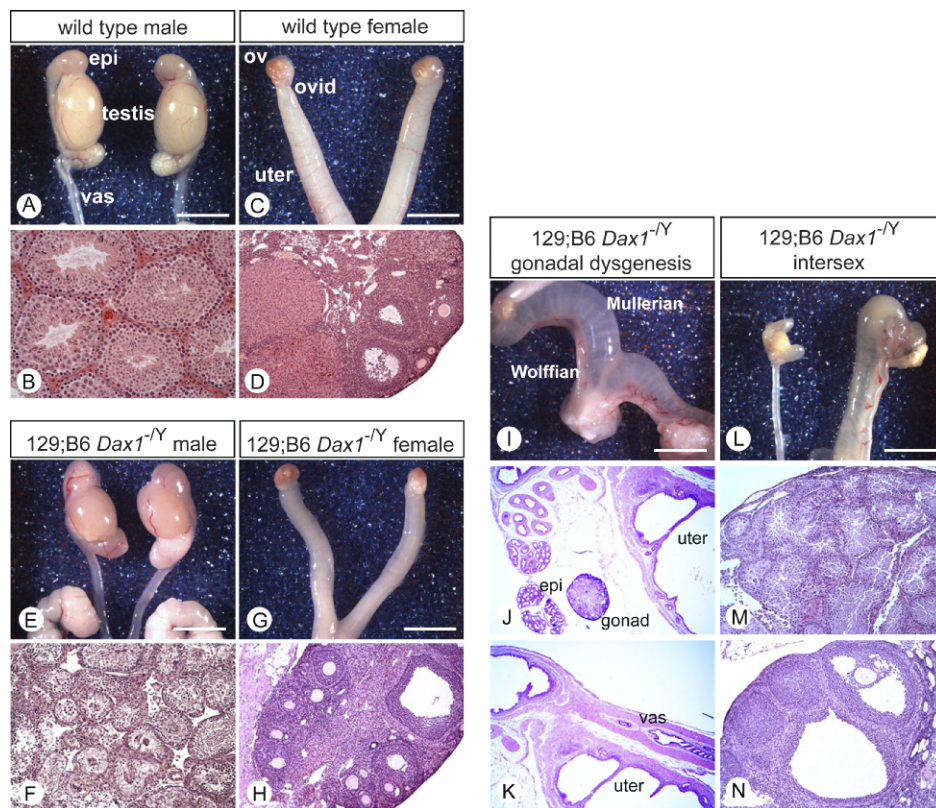 wild type male
wild type female
epi
testis
vas
A
ov
ovid
uter
C
B
D
129;B6 Dax1-/Y male
129;B6 Dax1-/Y female
E
G
F
H
129;B6 Dax1-/Y
gonadal dysgenesis
129;B6 Dax1-/Y
intersex
Mullerian
Wolffian
I
L
uter
epi
gonad
J
M
vas
uter
K
N